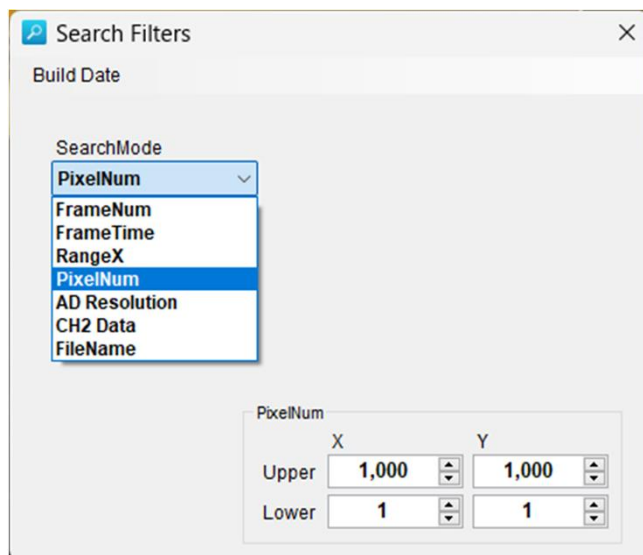 Search Filters
Build Date
SearchMode
PixelNum
FrameNum
FrameTime
RangeX
PixelNum
AD Resolution
CH2 Data
FileName
PixelNum
X Y
Upper 1,000 1,000
Lower 1 1